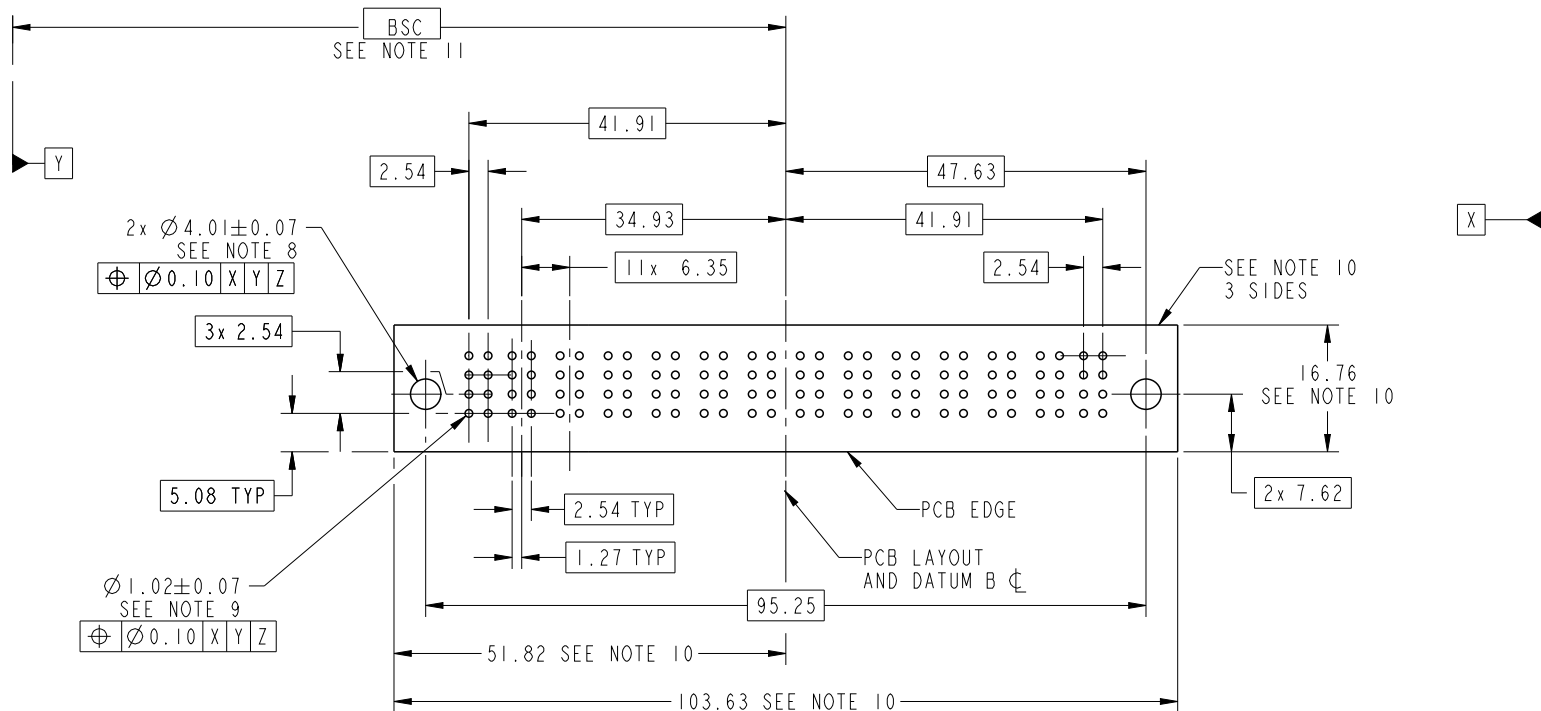 BSC
SEE NOTE 11
41.91
Y
2.54
47.63
2x Ø4.01±0.07
SEE NOTE 8
⌖ Ø0.10 X Y Z
34.93
41.91
X
11x 6.35
2.54
SEE NOTE 10
3 SIDES
3x 2.54
16.76
SEE NOTE 10
5.08 TYP
2.54 TYP
PCB EDGE
2x 7.62
1.27 TYP
PCB LAYOUT
AND DATUM B ℄
Ø1.02±0.07
SEE NOTE 9
⌖ Ø0.10 X Y Z
95.25
51.82 SEE NOTE 10
103.63 SEE NOTE 10